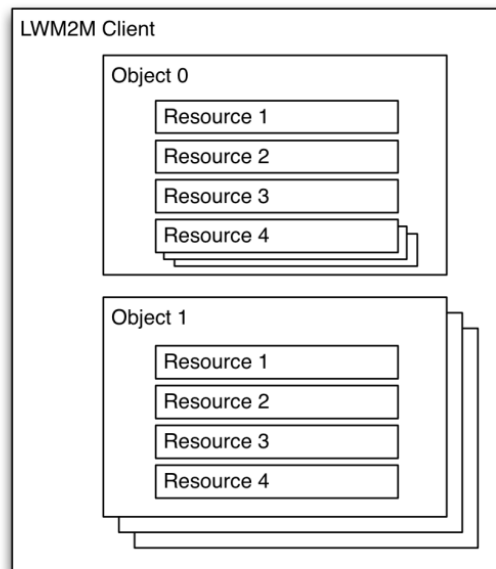 LWM2M Client
Object 0
Resource 1
Resource 2
Resource 3
Resource 4
Object 1
Resource 1
Resource 2
Resource 3
Resource 4